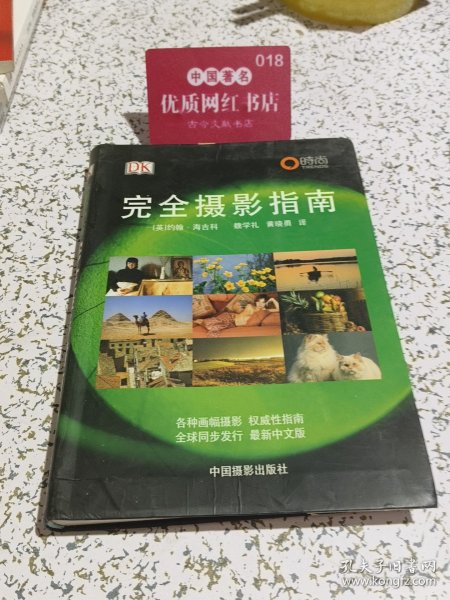 018
中国著名
优质网红书店
古今文献书店
DK
時尚
TRENDS
完全摄影指南
[英]约翰·海吉科 魏学礼 黄晓勇 译
各种画幅摄影 权威性指南
全球同步发行 最新中文版
中国摄影出版社
孔夫子旧书网
www.kongfz.com